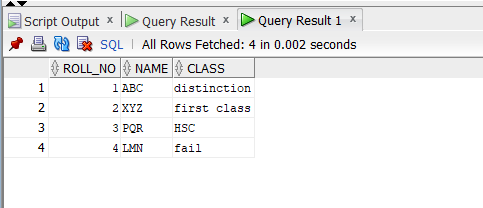 Script Output x Query Result x Query Result 1 x
SQL | All Rows Fetched: 4 in 0.002 seconds
ROLL_NO NAME CLASS
1 1 ABC distinction
2 2 XYZ first class
3 3 PQR HSC
4 4 LMN fail